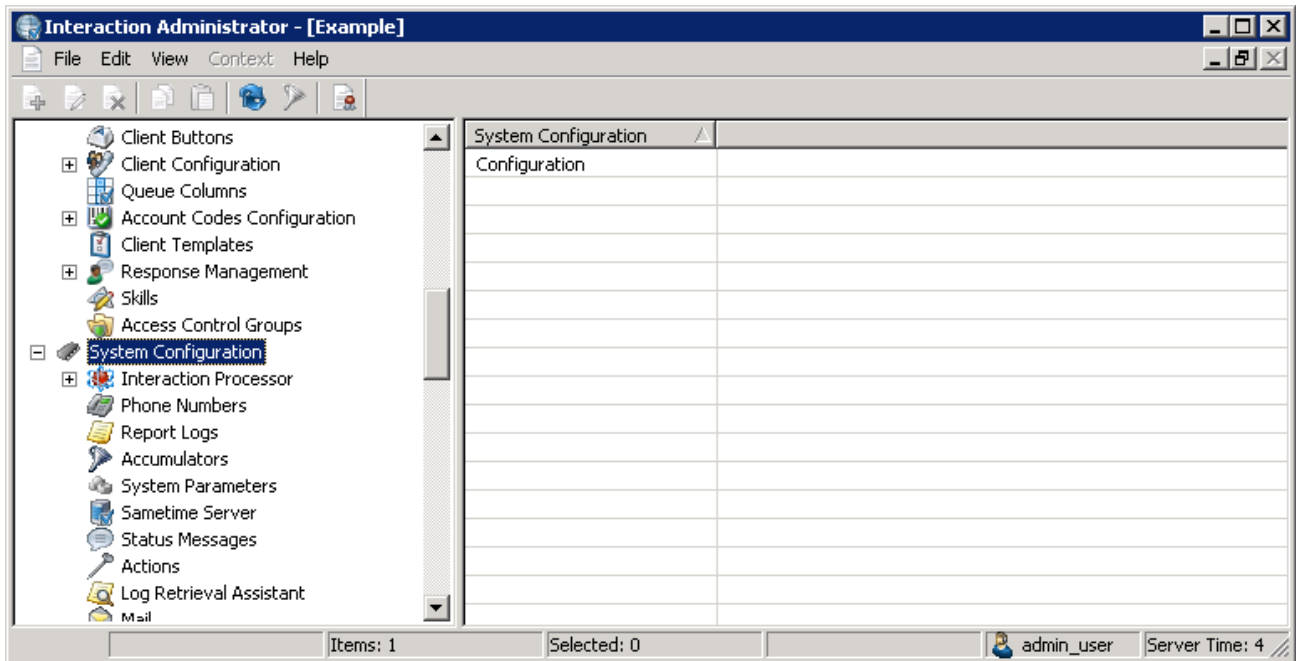 Interaction Administrator - [Example]
File Edit View Context Help
Client Buttons
Client Configuration
Queue Columns
Account Codes Configuration
Client Templates
Response Management
Skills
Access Control Groups
System Configuration
Interaction Processor
Phone Numbers
Report Logs
Accumulators
System Parameters
Sametime Server
Status Messages
Actions
Log Retrieval Assistant
Mail
System Configuration
Configuration
Items: 1 Selected: 0 admin_user Server Time: 4